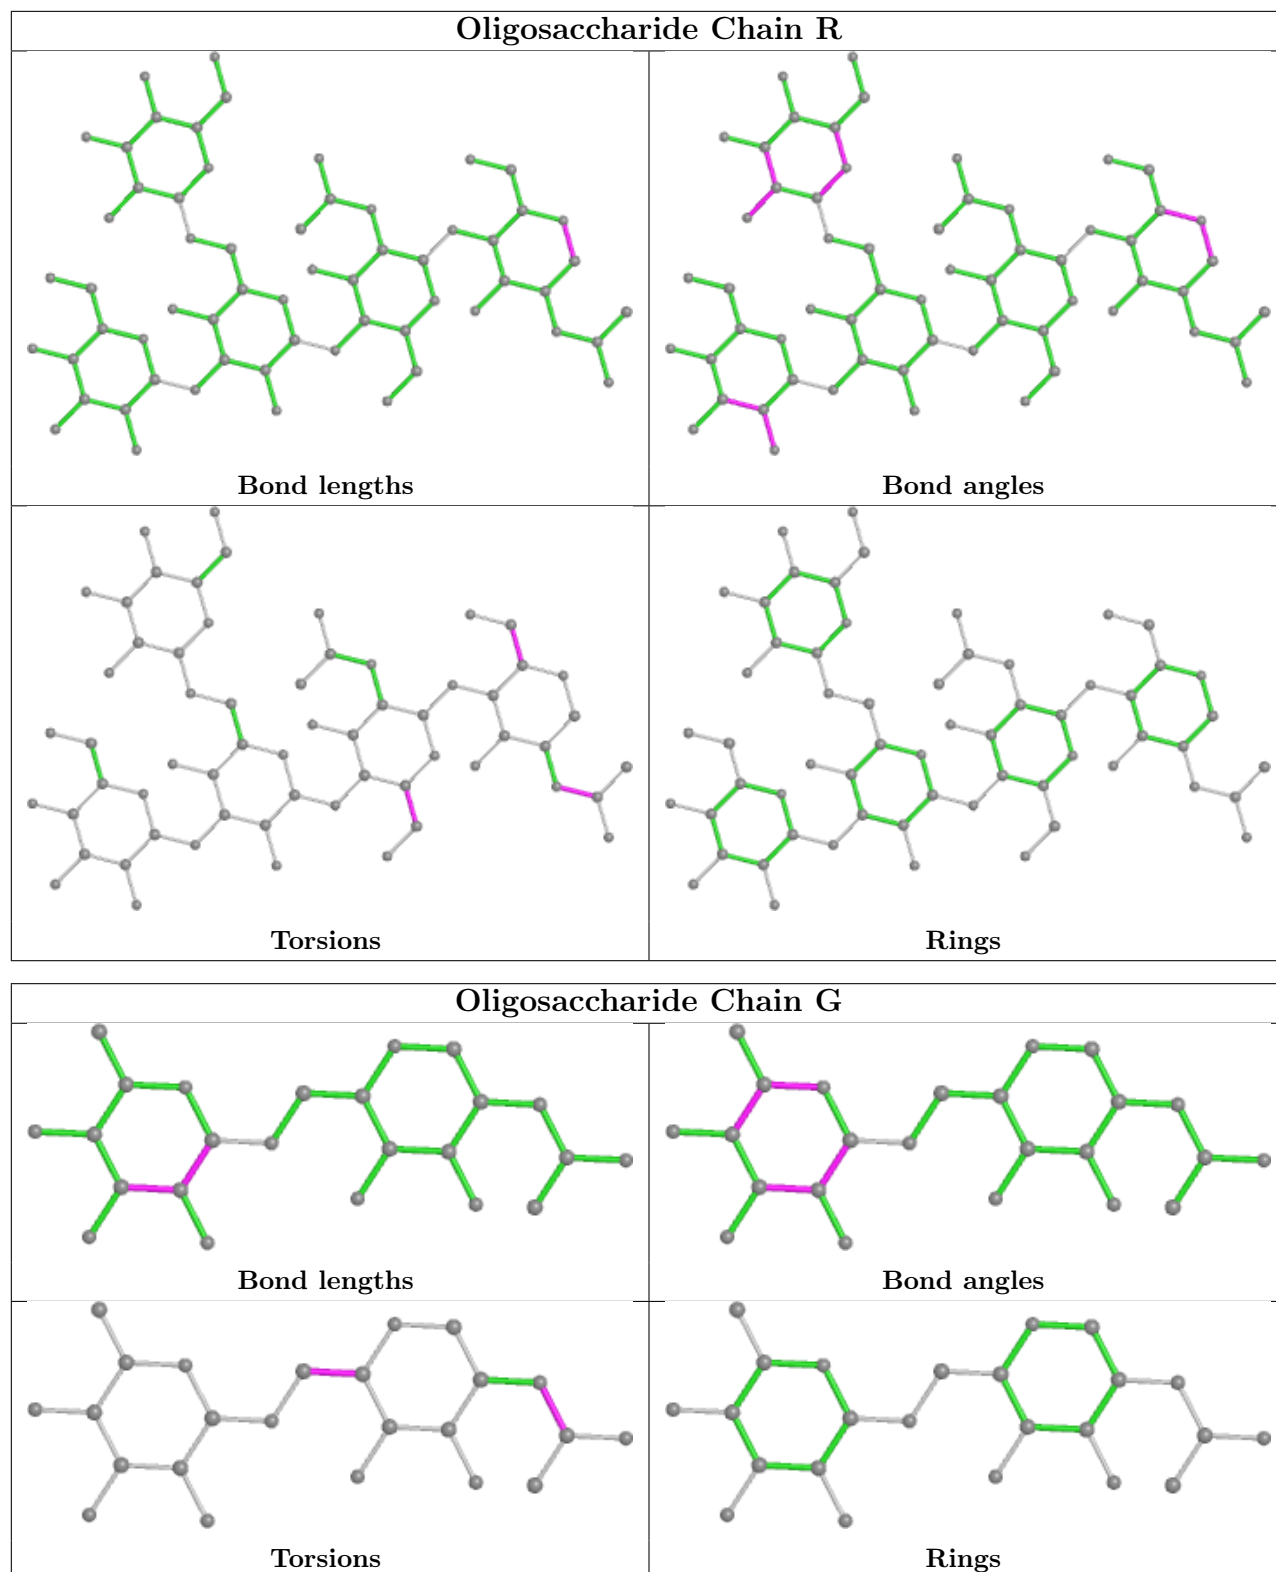 Oligosaccharide Chain R
Bond lengths
Bond angles
Torsions
Rings
Oligosaccharide Chain G
Bond lengths
Bond angles
Torsions
Rings